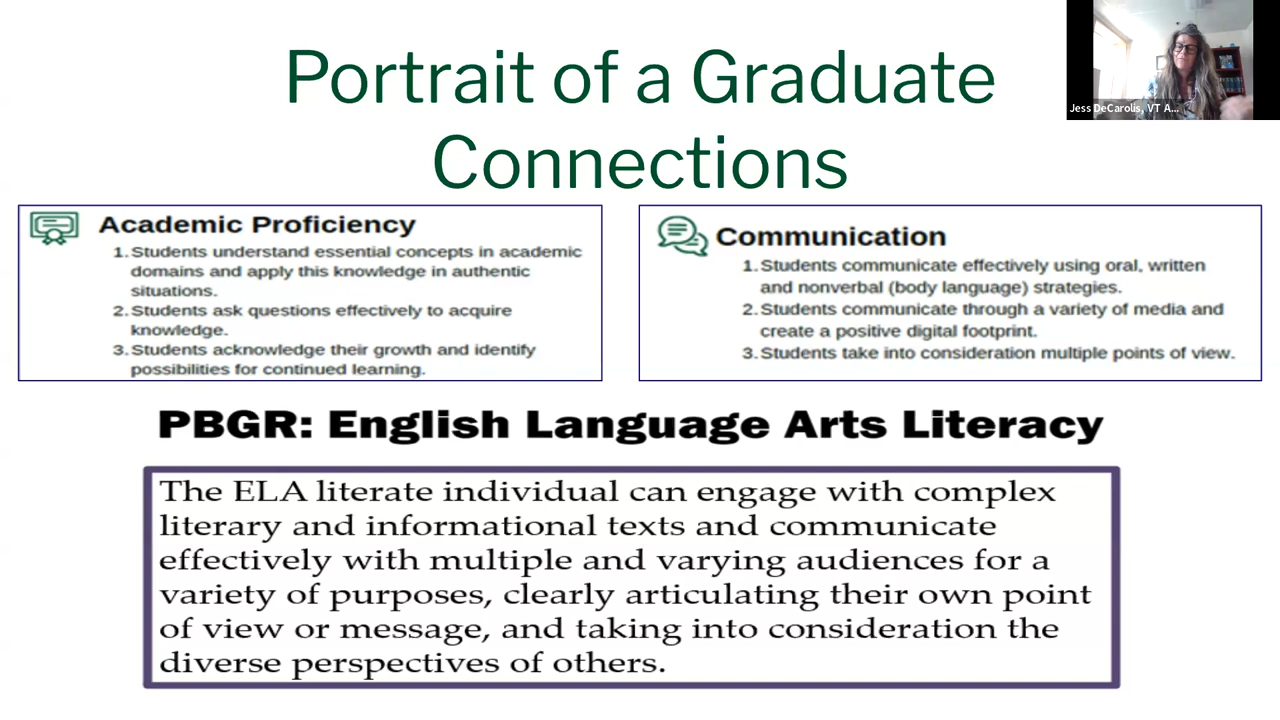 Portrait of a Graduate
Connections
Jess DeCarolis, VT A...
Academic Proficiency
1. Students understand essential concepts in academic
domains and apply this knowledge in authentic
situations.
2. Students ask questions effectively to acquire
knowledge.
3. Students acknowledge their growth and identify
possibilities for continued learning.
Communication
1. Students communicate effectively using oral, written
and nonverbal (body language) strategies.
2. Students communicate through a variety of media and
create a positive digital footprint.
3. Students take into consideration multiple points of view.
PBGR: English Language Arts Literacy
The ELA literate individual can engage with complex
literary and informational texts and communicate
effectively with multiple and varying audiences for a
variety of purposes, clearly articulating their own point
of view or message, and taking into consideration the
diverse perspectives of others.